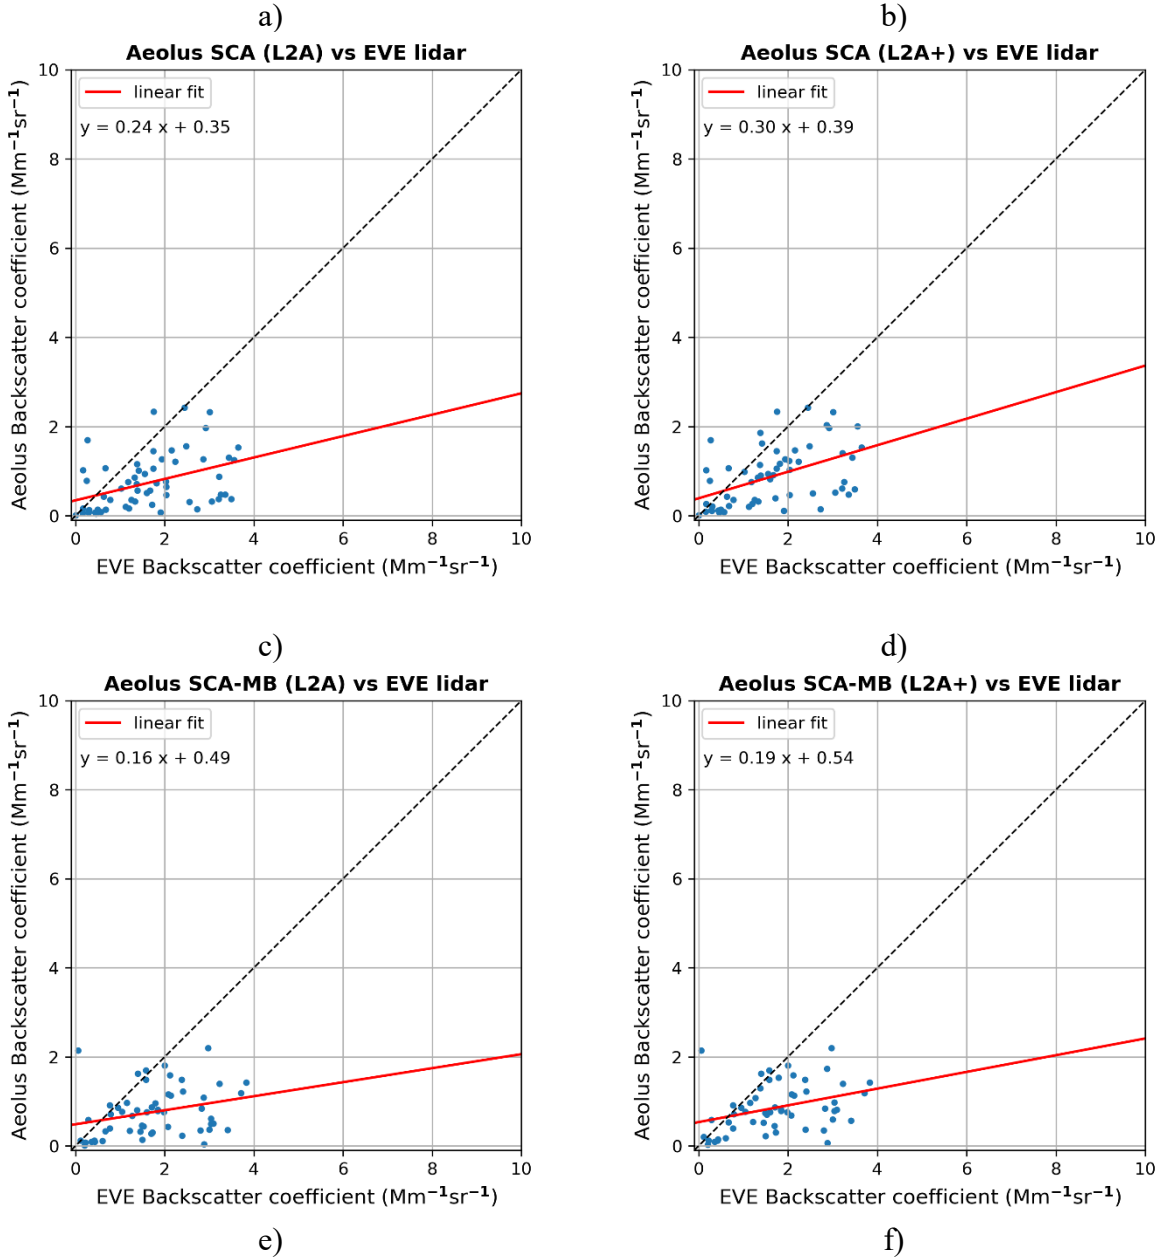 a)
Aeolus SCA (L2A) vs EVE lidar
10
8
6
4
2
0
linear fit
y = 0.24 x + 0.35
Aeolus Backscatter coefficient (Mm⁻¹sr⁻¹)
0 2 4 6 8 10
EVE Backscatter coefficient (Mm⁻¹sr⁻¹)
b)
Aeolus SCA (L2A+) vs EVE lidar
10
8
6
4
2
0
linear fit
y = 0.30 x + 0.39
Aeolus Backscatter coefficient (Mm⁻¹sr⁻¹)
0 2 4 6 8 10
EVE Backscatter coefficient (Mm⁻¹sr⁻¹)
c)
Aeolus SCA-MB (L2A) vs EVE lidar
10
8
6
4
2
0
linear fit
y = 0.16 x + 0.49
Aeolus Backscatter coefficient (Mm⁻¹sr⁻¹)
0 2 4 6 8 10
EVE Backscatter coefficient (Mm⁻¹sr⁻¹)
d)
Aeolus SCA-MB (L2A+) vs EVE lidar
10
8
6
4
2
0
linear fit
y = 0.19 x + 0.54
Aeolus Backscatter coefficient (Mm⁻¹sr⁻¹)
0 2 4 6 8 10
EVE Backscatter coefficient (Mm⁻¹sr⁻¹)
e)
f)